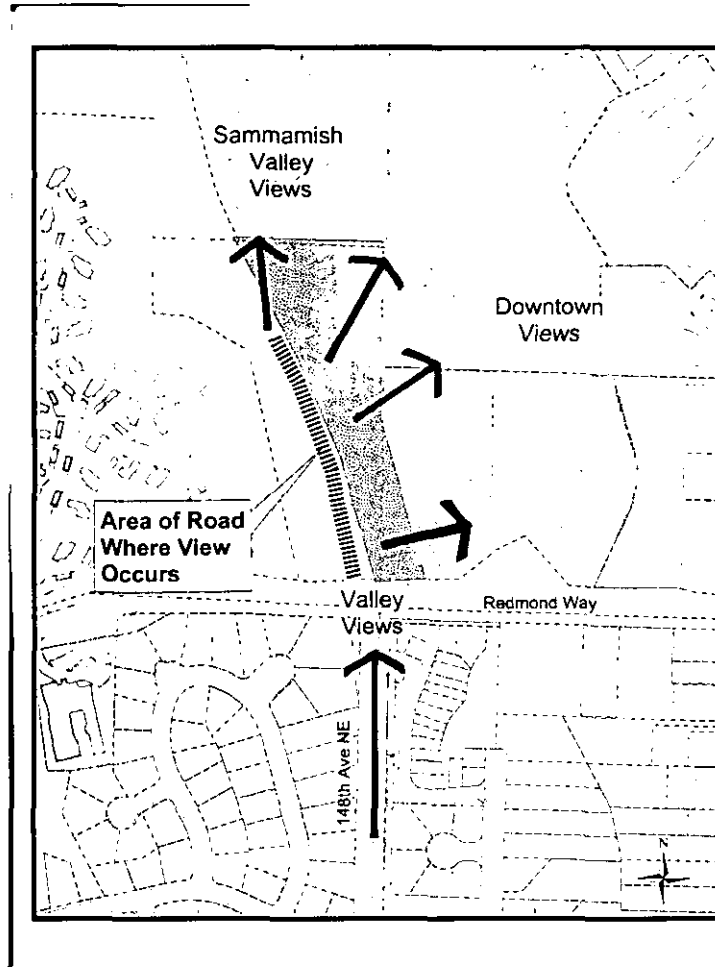 Sammamish
Valley
Views
Downtown
Views
Area of Road
Where View
Occurs
Valley
Views
Redmond Way
148th Ave NE
N